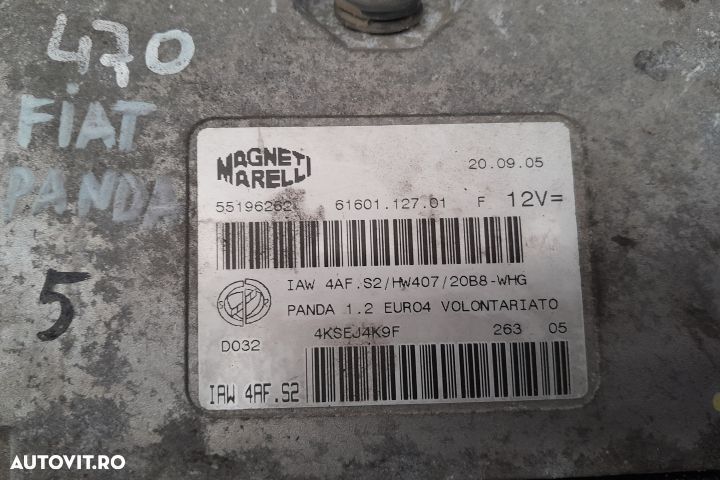 470
FIAT
PANDA
5
MAGNETI
MARELLI
20.09.05
55196262 61601.127.01 F 12V=
IAW 4AF.S2/HW407/20B8-WHG
PANDA 1.2 EURO4 VOLONTARIATO
D032 4KSEJ4K9F 263 05
IAW 4AF.S2
AUTOVIT.RO